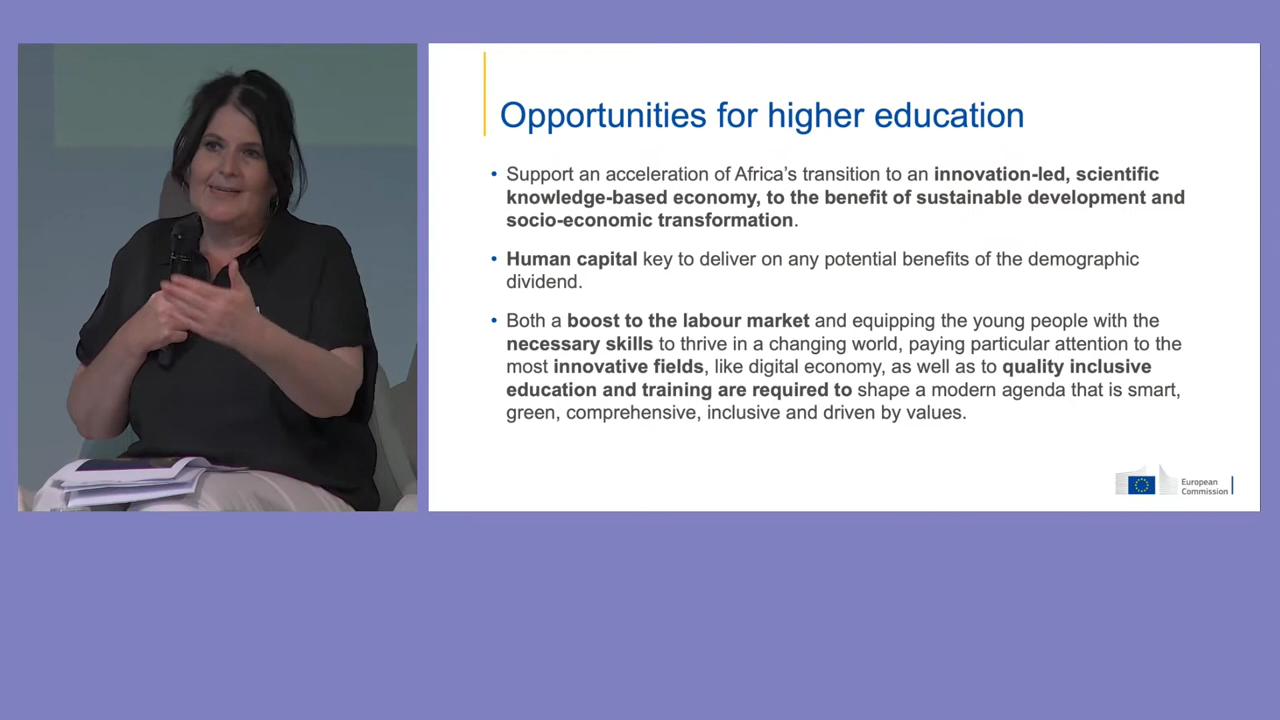 Opportunities for higher education
• Support an acceleration of Africa's transition to an innovation-led, scientific
knowledge-based economy, to the benefit of sustainable development and
socio-economic transformation.
• Human capital key to deliver on any potential benefits of the demographic
dividend.
• Both a boost to the labour market and equipping the young people with the
necessary skills to thrive in a changing world, paying particular attention to the
most innovative fields, like digital economy, as well as to quality inclusive
education and training are required to shape a modern agenda that is smart,
green, comprehensive, inclusive and driven by values.
European
Commission